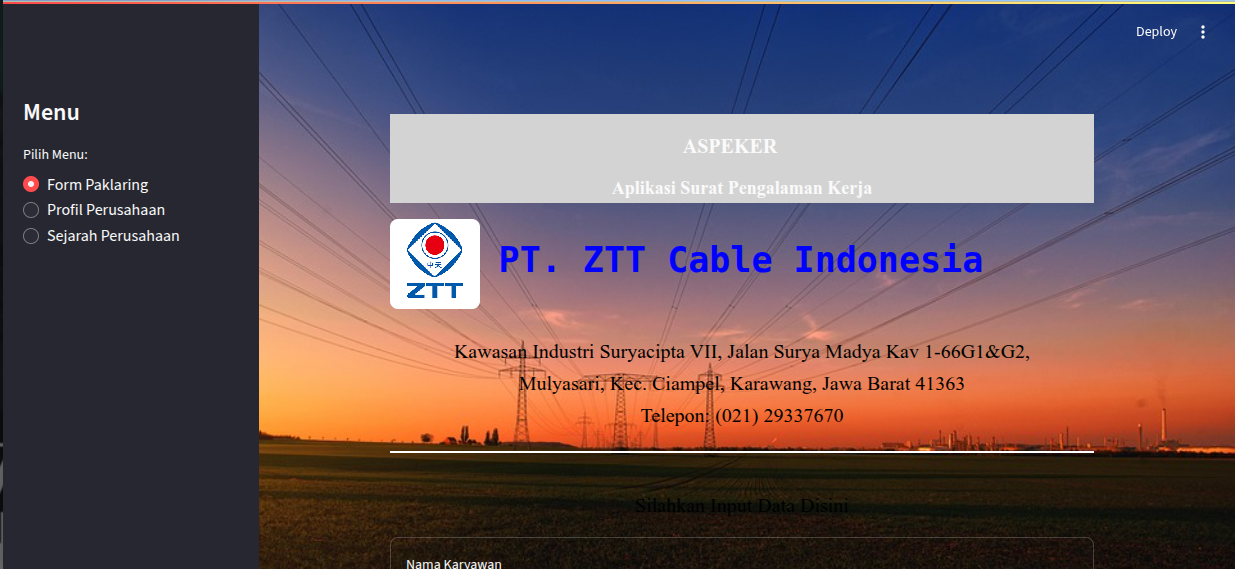 Deploy
Menu
Pilih Menu:
Form Paklaring
Profil Perusahaan
Sejarah Perusahaan
ASPEKER
Aplikasi Surat Pengalaman Kerja
中天
ZTT
PT. ZTT Cable Indonesia
Kawasan Industri Suryacipta VII, Jalan Surya Madya Kav 1-66G1&G2,
Mulyasari, Kec. Ciampel, Karawang, Jawa Barat 41363
Telepon: (021) 29337670
Silahkan Input Data Disini
Nama Karyawan